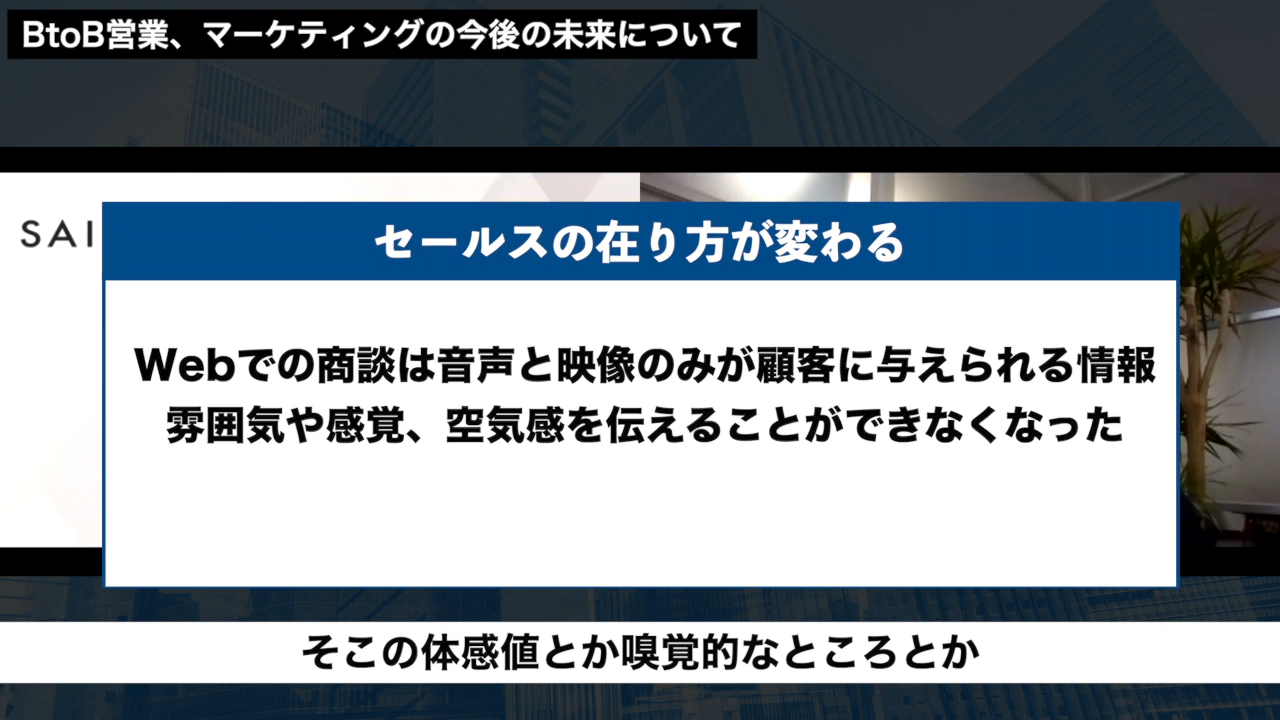 BtoB営業、マーケティングの今後の未来について
SAI
セールスの在り方が変わる
Webでの商談は音声と映像のみが顧客に与えられる情報
雰囲気や感覚、空気感を伝えることができなくなった
そこの体感値とか嗅覚的なところとか